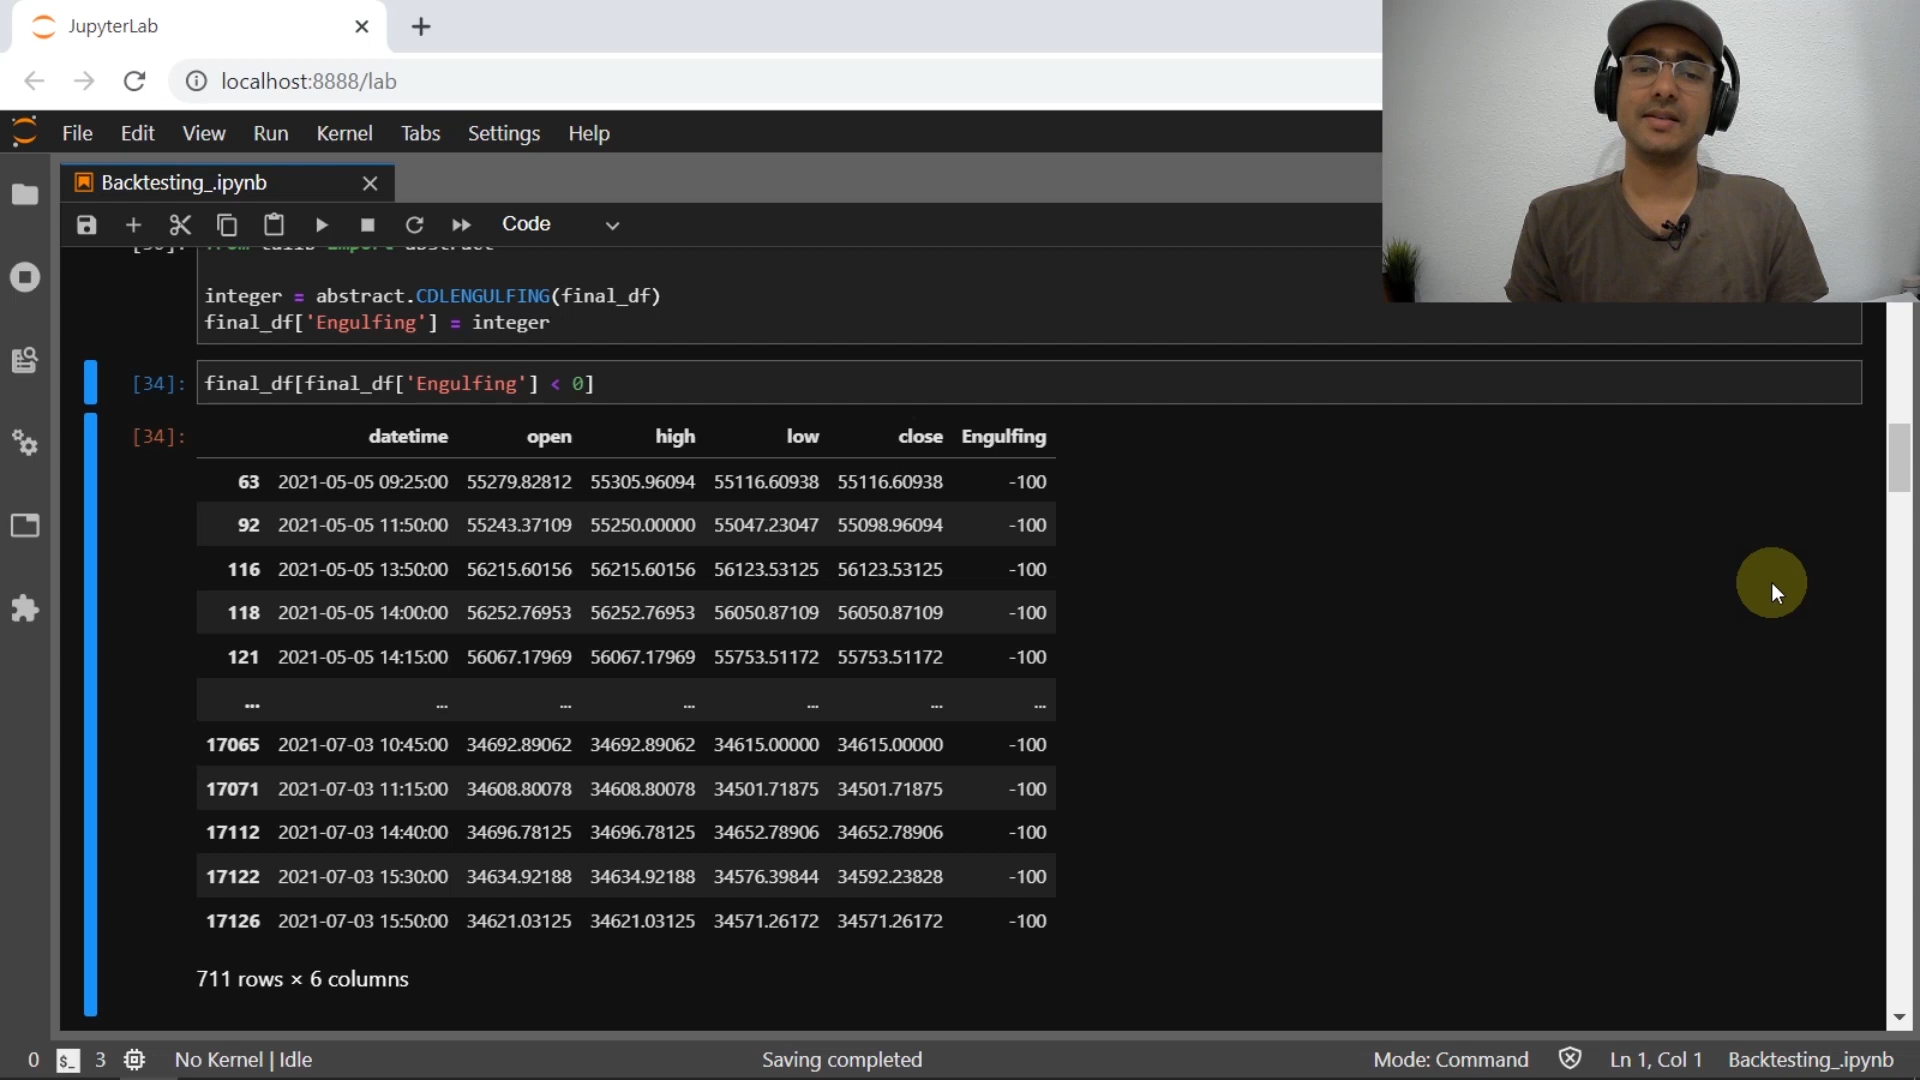 JupyterLab
localhost:8888/lab
File Edit View Run Kernel Tabs Settings Help
Backtesting_.ipynb
Code
import abstract
integer = abstract.CDLENGULFING(final_df)
final_df['Engulfing'] = integer
[34]: final_df[final_df['Engulfing'] < 0]
[34]: datetime open high low close Engulfing
63 2021-05-05 09:25:00 55279.82812 55305.96094 55116.60938 55116.60938 -100
92 2021-05-05 11:50:00 55243.37109 55250.00000 55047.23047 55098.96094 -100
116 2021-05-05 13:50:00 56215.60156 56215.60156 56123.53125 56123.53125 -100
118 2021-05-05 14:00:00 56252.76953 56252.76953 56050.87109 56050.87109 -100
121 2021-05-05 14:15:00 56067.17969 56067.17969 55753.51172 55753.51172 -100
... ... ... ... ... ... ...
17065 2021-07-03 10:45:00 34692.89062 34692.89062 34615.00000 34615.00000 -100
17071 2021-07-03 11:15:00 34608.80078 34608.80078 34501.71875 34501.71875 -100
17112 2021-07-03 14:40:00 34696.78125 34696.78125 34652.78906 34652.78906 -100
17122 2021-07-03 15:30:00 34634.92188 34634.92188 34576.39844 34592.23828 -100
17126 2021-07-03 15:50:00 34621.03125 34621.03125 34571.26172 34571.26172 -100
711 rows × 6 columns
0 $_ 3 No Kernel | Idle Saving completed Mode: Command Ln 1, Col 1 Backtesting_.ipynb